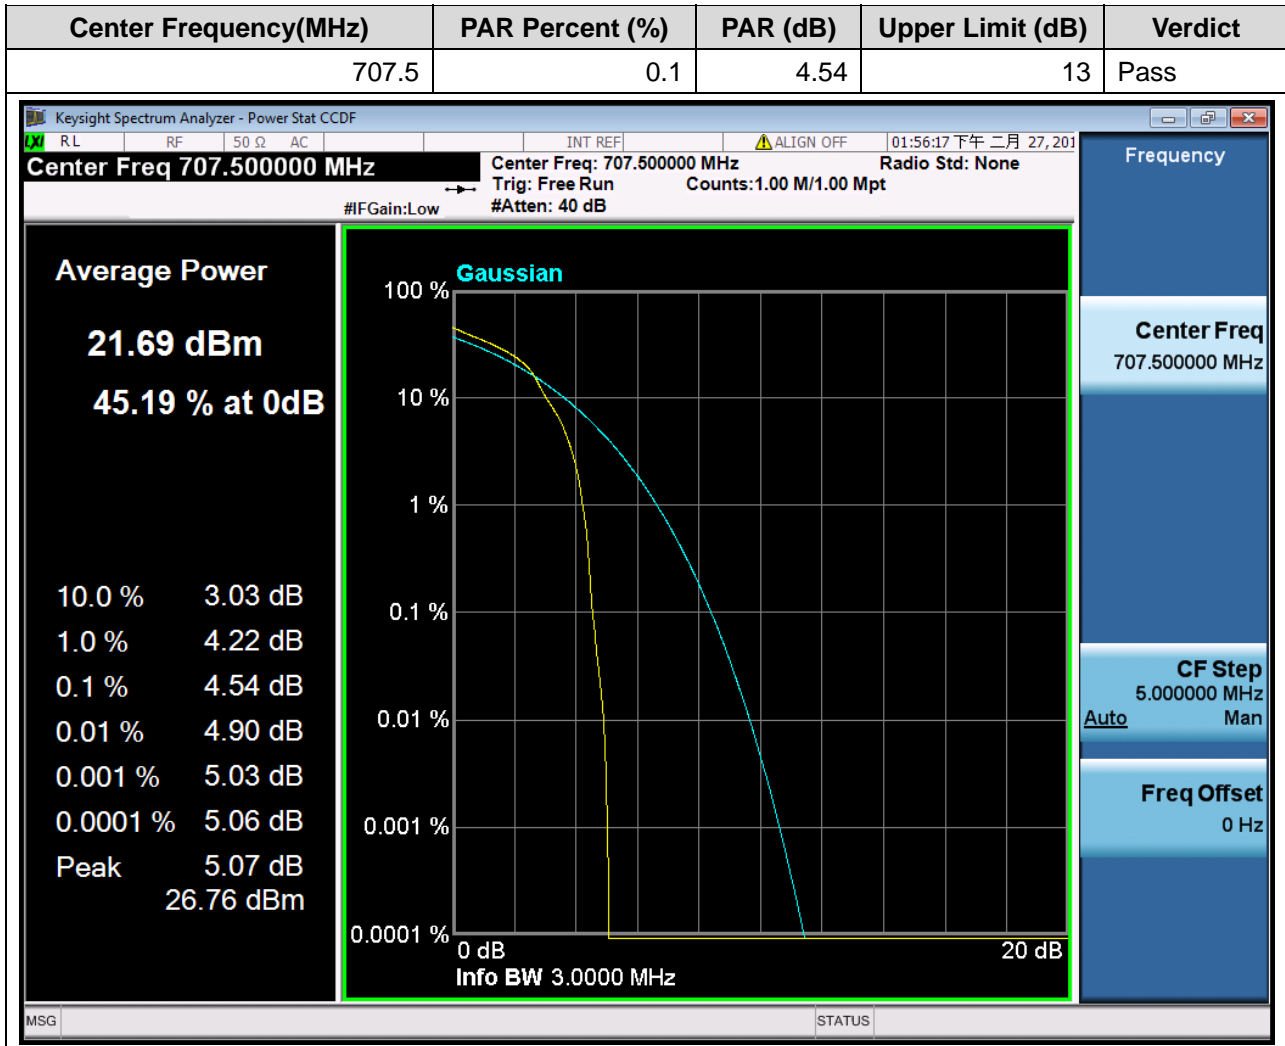 Center Frequency(MHz) PAR Percent (%) PAR (dB) Upper Limit (dB) Verdict
707.5 0.1 4.54 13 Pass
Keysight Spectrum Analyzer - Power Stat CCDF
LXI RL RF 50 Ω AC INT REF ALIGN OFF 01:56:17 下午 二月 27, 201
Center Freq 707.500000 MHz
#IFGain:Low
Center Freq: 707.500000 MHz Radio Std: None
Trig: Free Run Counts:1.00 M/1.00 Mpt
#Atten: 40 dB
Average Power
21.69 dBm
45.19 % at 0dB
10.0 % 3.03 dB
1.0 % 4.22 dB
0.1 % 4.54 dB
0.01 % 4.90 dB
0.001 % 5.03 dB
0.0001 % 5.06 dB
Peak 5.07 dB
26.76 dBm
Gaussian
100 %
10 %
1 %
0.1 %
0.01 %
0.001 %
0.0001 %
0 dB 20 dB
Info BW 3.0000 MHz
Frequency
Center Freq
707.500000 MHz
CF Step
5.000000 MHz
Auto Man
Freq Offset
0 Hz
MSG STATUS